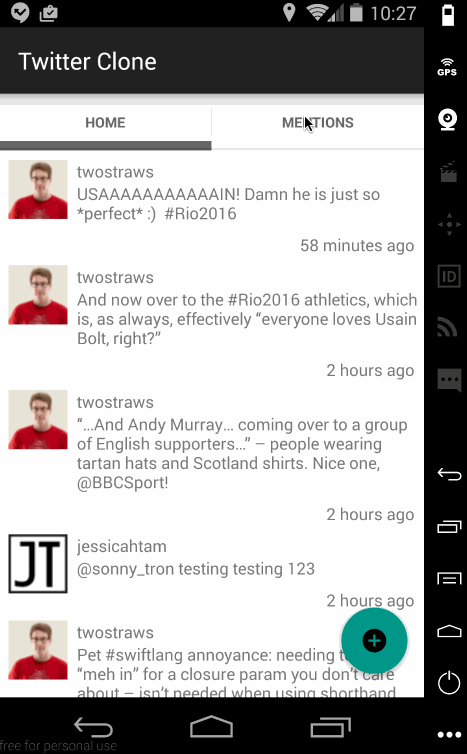 10:27
Twitter Clone
GPS
HOME MENTIONS
ID
twostraws
USAAAAAAAAAAAIN! Damn he is just so
*perfect* :) #Rio2016
58 minutes ago
twostraws
And now over to the #Rio2016 athletics, which
is, as always, effectively “everyone loves Usain
Bolt, right?”
2 hours ago
twostraws
“…And Andy Murray… coming over to a group
of English supporters…” – people wearing
tartan hats and Scotland shirts. Nice one,
@BBCSport!
2 hours ago
JT
jessicahtam
@sonny_tron testing testing 123
2 hours ago
twostraws
Pet #swiftlang annoyance: needing
“meh in” for a closure param you don't care
about – isn't needed when using shorthand
free for personal use